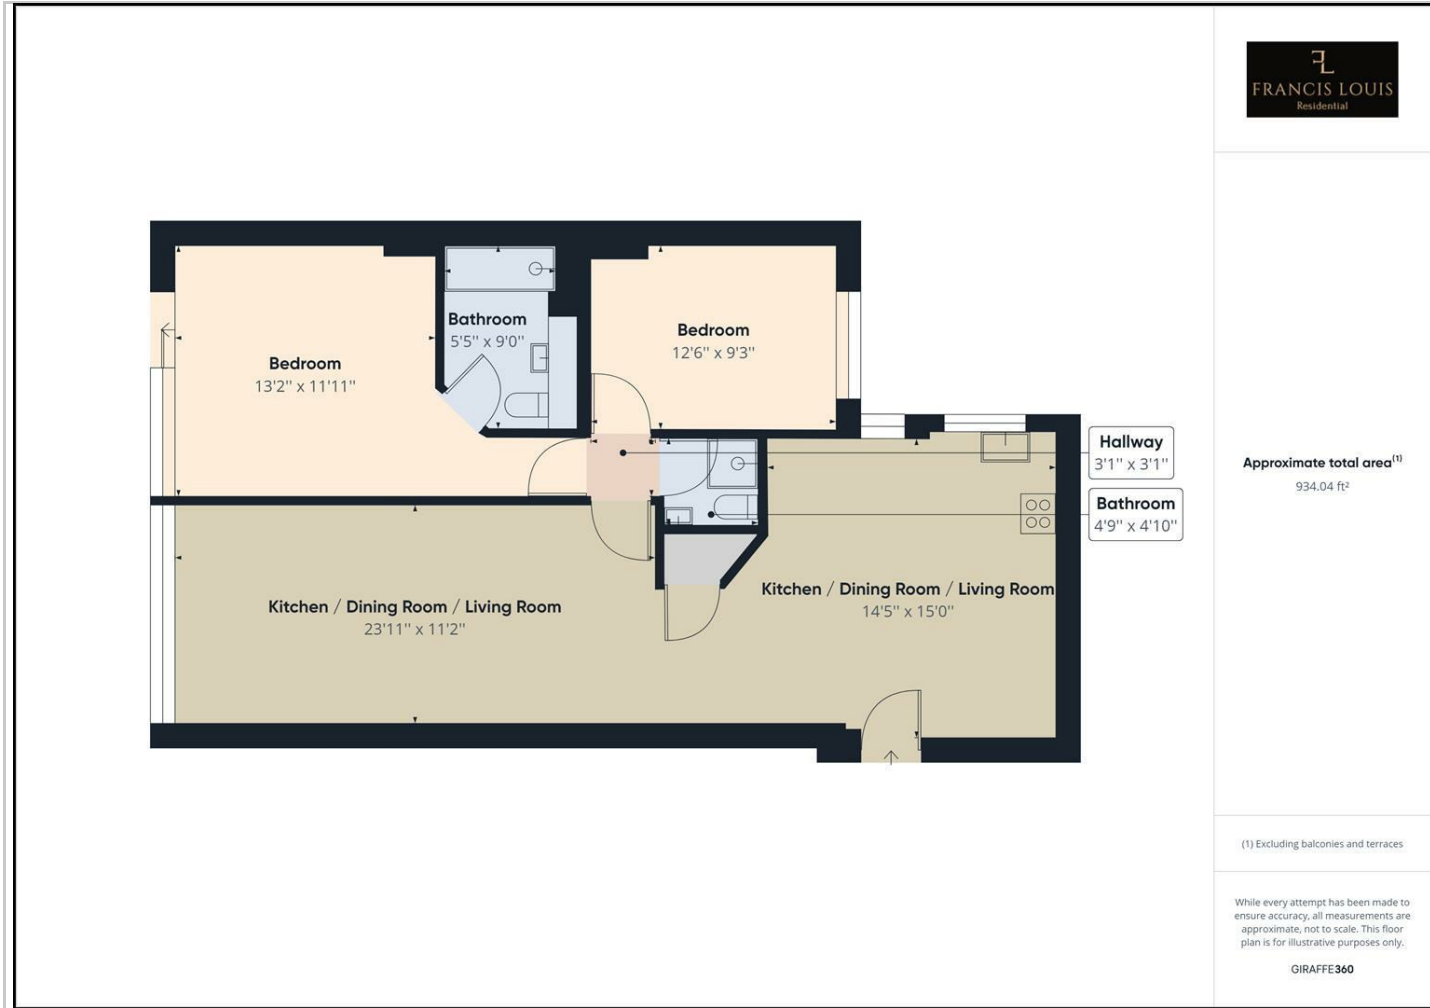 FL
FRANCIS LOUIS
Residential
Bathroom
5'5'' x 9'0''
Bedroom
12'6'' x 9'3''
Bedroom
13'2'' x 11'11''
Hallway
3'1'' x 3'1''
Bathroom
4'9'' x 4'10''
Kitchen / Dining Room / Living Room
14'5'' x 15'0''
Kitchen / Dining Room / Living Room
23'11'' x 11'2''
Approximate total area(1)
934.04 ft²
(1) Excluding balconies and terraces
While every attempt has been made to
ensure accuracy, all measurements are
approximate, not to scale. This floor
plan is for illustrative purposes only.
GIRAFFE360